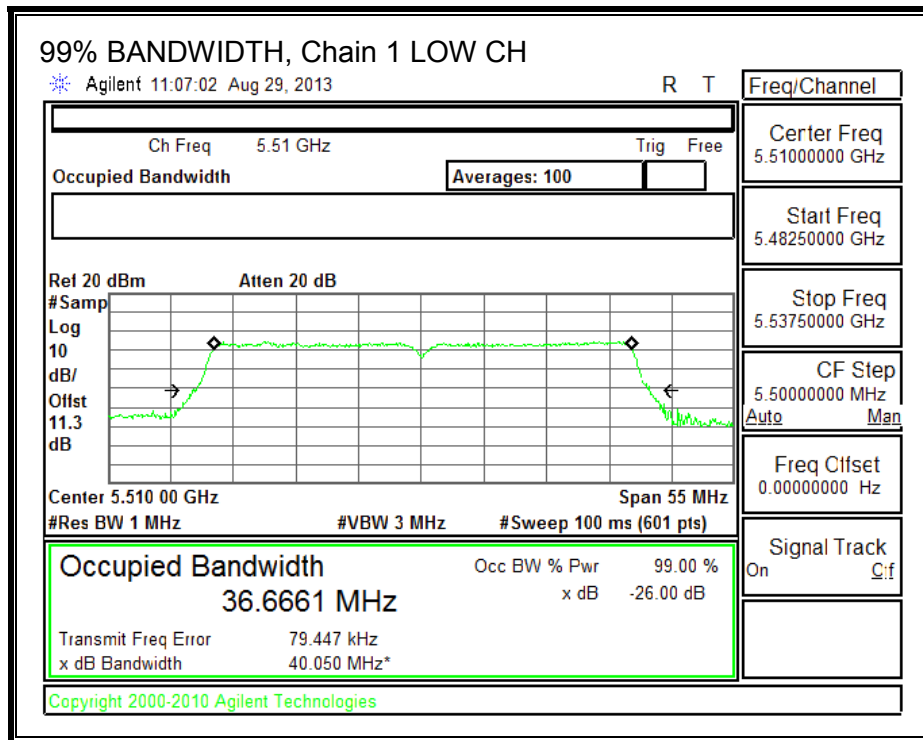 99% BANDWIDTH, Chain 1 LOW CH
Agilent 11:07:02 Aug 29, 2013 R T
Freq/Channel
Ch Freq 5.51 GHz Trig Free
Occupied Bandwidth Averages: 100
Center Freq
5.51000000 GHz
Start Freq
5.48250000 GHz
Stop Freq
5.53750000 GHz
CF Step
5.50000000 MHz
Auto Man
Freq Offset
0.00000000 Hz
Signal Track
On Off
Ref 20 dBm Atten 20 dB
#Samp
Log
10
dB/
Offst
11.3
dB
Center 5.510 00 GHz Span 55 MHz
#Res BW 1 MHz #VBW 3 MHz #Sweep 100 ms (601 pts)
Occupied Bandwidth Occ BW % Pwr 99.00 %
36.6661 MHz x dB -26.00 dB
Transmit Freq Error 79.447 kHz
x dB Bandwidth 40.050 MHz*
Copyright 2000-2010 Agilent Technologies